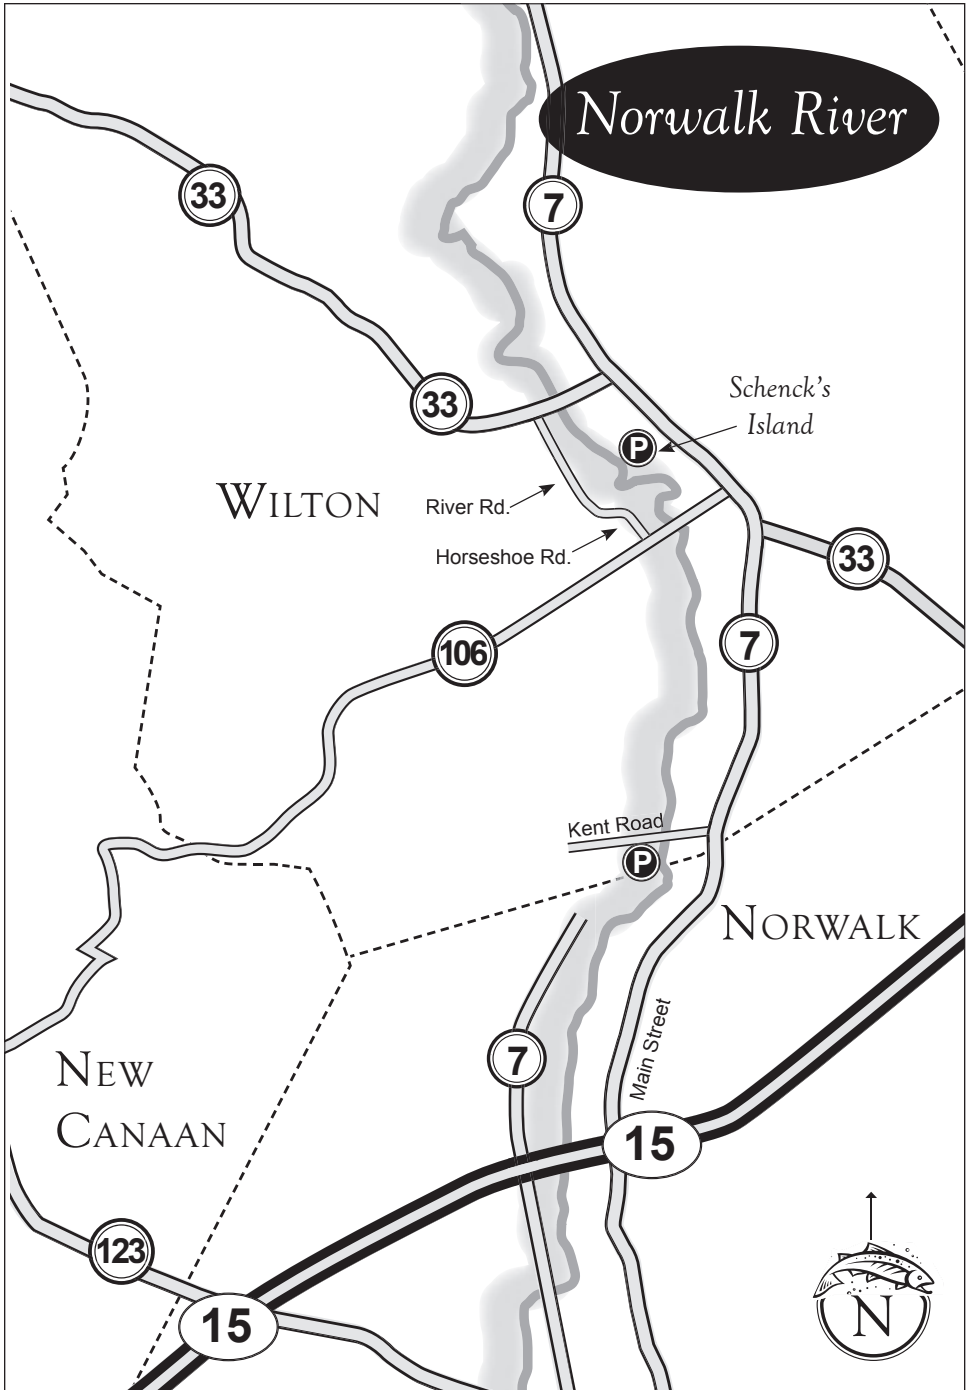 Norwalk River
33
7
33
Schenck's
Island
P
WILTON
River Rd.
Horseshoe Rd.
33
106
7
Kent Road
P
NORWALK
Main Street
7
NEW
CANAAN
15
123
15
N